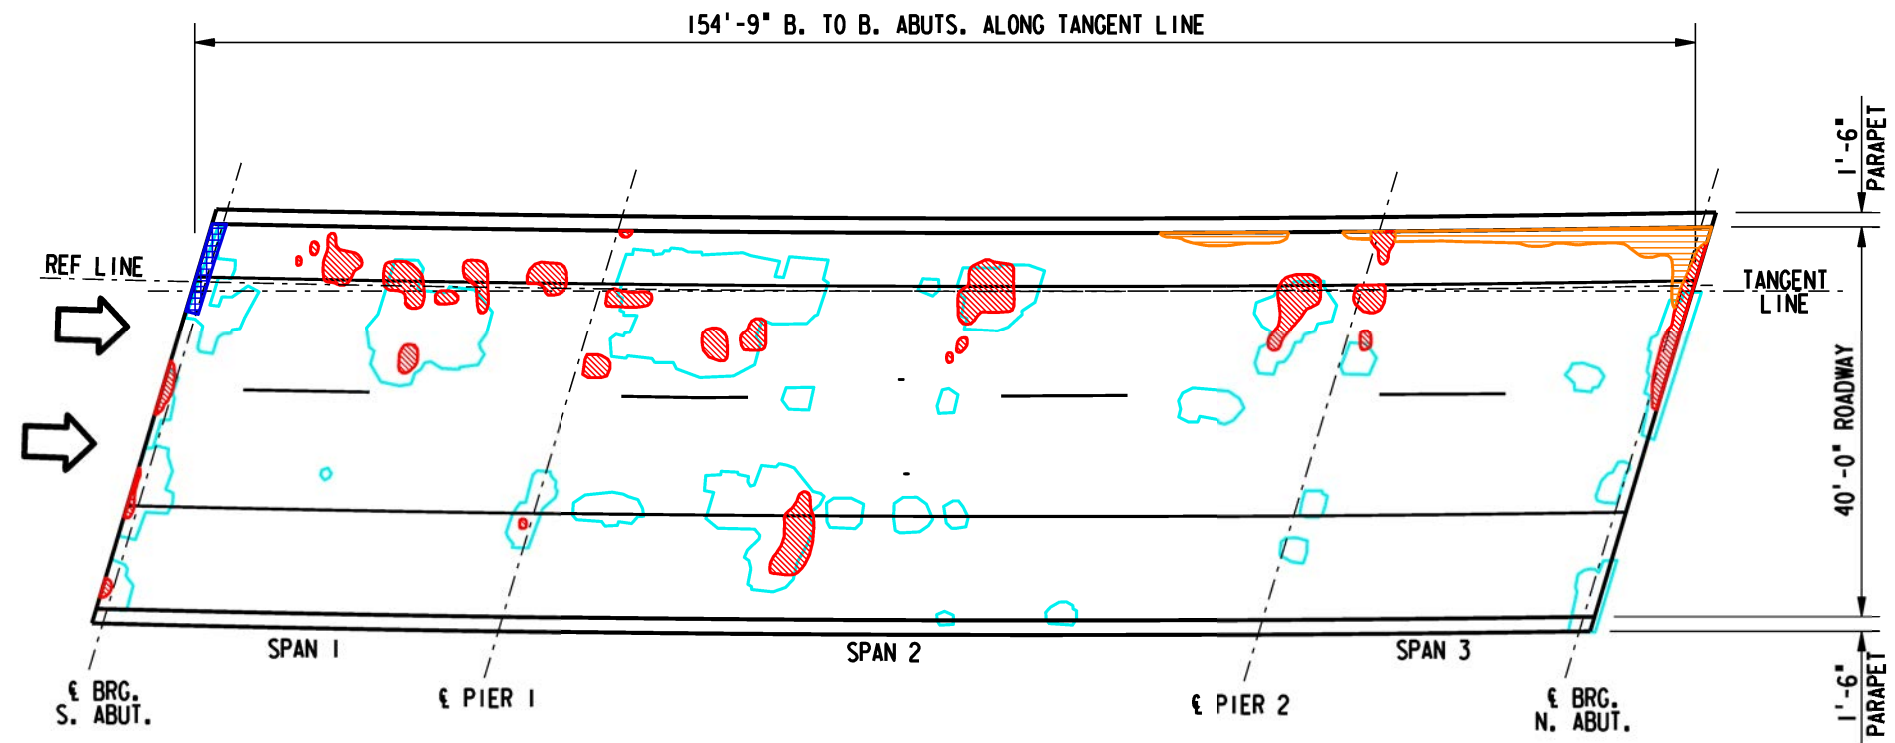 154'-9" B. TO B. ABUTS. ALONG TANGENT LINE
1'-6"
PARAPET
REF LINE
TANGENT
LINE
40'-0" ROADWAY
SPAN 1
SPAN 2
SPAN 3
℄ BRG.
S. ABUT.
℄ PIER 1
℄ PIER 2
℄ BRG.
N. ABUT.
1'-6"
PARAPET